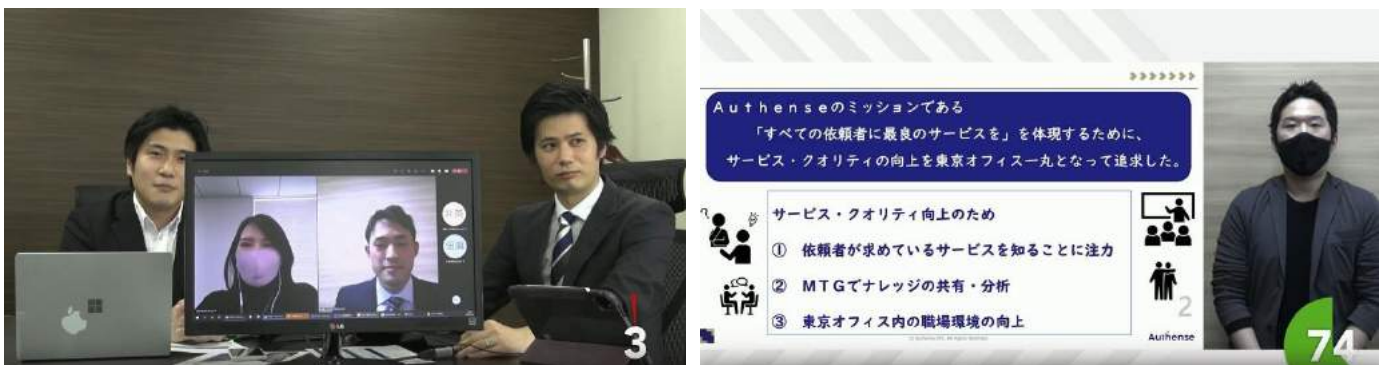 LG
3
Authenseのミッションである
「すべての依頼者に最良のサービスを」を体現するために、
サービス・クオリティの向上を東京オフィス一丸となって追求した。
サービス・クオリティ向上のため
① 依頼者が求めているサービスを知ることに注力
② MTGでナレッジの共有・分析
③ 東京オフィス内の職場環境の向上
2
Authense
74